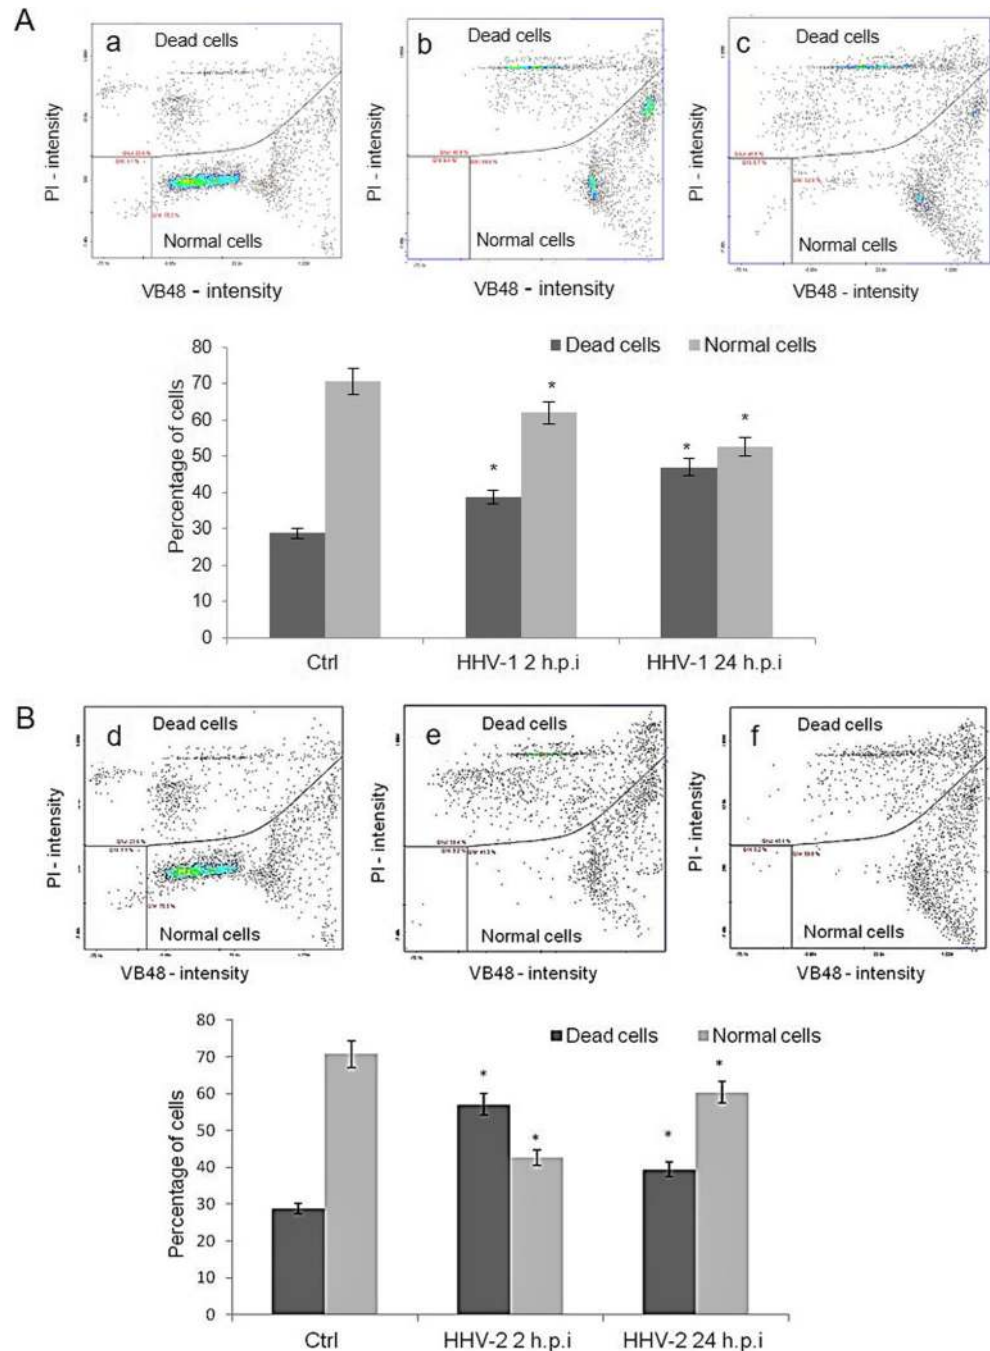 A
a
Dead cells
Normal cells
PI - intensity
VB48 - intensity
b
Dead cells
Normal cells
PI - intensity
VB48 - intensity
c
Dead cells
Normal cells
PI - intensity
VB48 - intensity
Dead cells Normal cells
Percentage of cells
80
70
60
50
40
30
20
10
0
* * * *
Ctrl HHV-1 2 h.p.i HHV-1 24 h.p.i
B
d
Dead cells
Normal cells
PI - intensity
VB48 - intensity
e
Dead cells
Normal cells
PI - intensity
VB48 - intensity
f
Dead cells
Normal cells
PI - intensity
VB48 - intensity
Dead cells Normal cells
Percentage of cells
80
70
60
50
40
30
20
10
0
* * * *
Ctrl HHV-2 2 h.p.i HHV-2 24 h.p.i